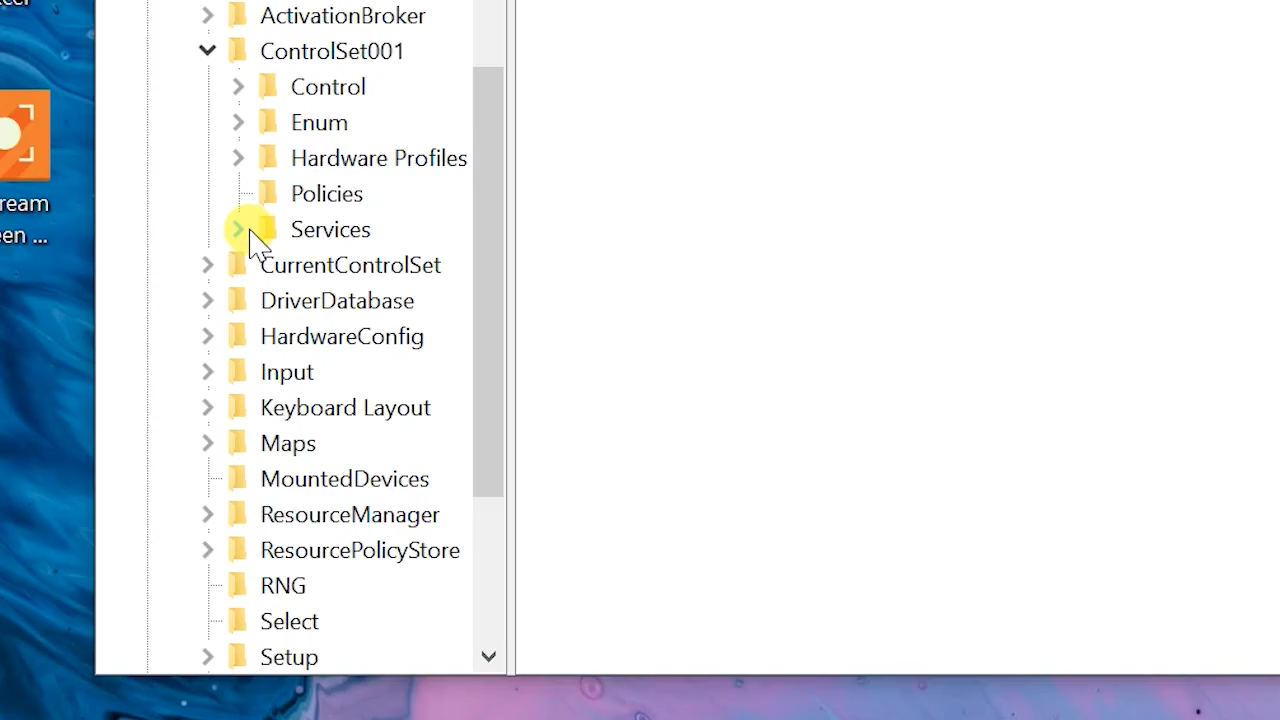 ActivationBroker
ControlSet001
Control
Enum
Hardware Profiles
Policies
Services
CurrentControlSet
DriverDatabase
HardwareConfig
Input
Keyboard Layout
Maps
MountedDevices
ResourceManager
ResourcePolicyStore
RNG
Select
Setup
ream
een ...